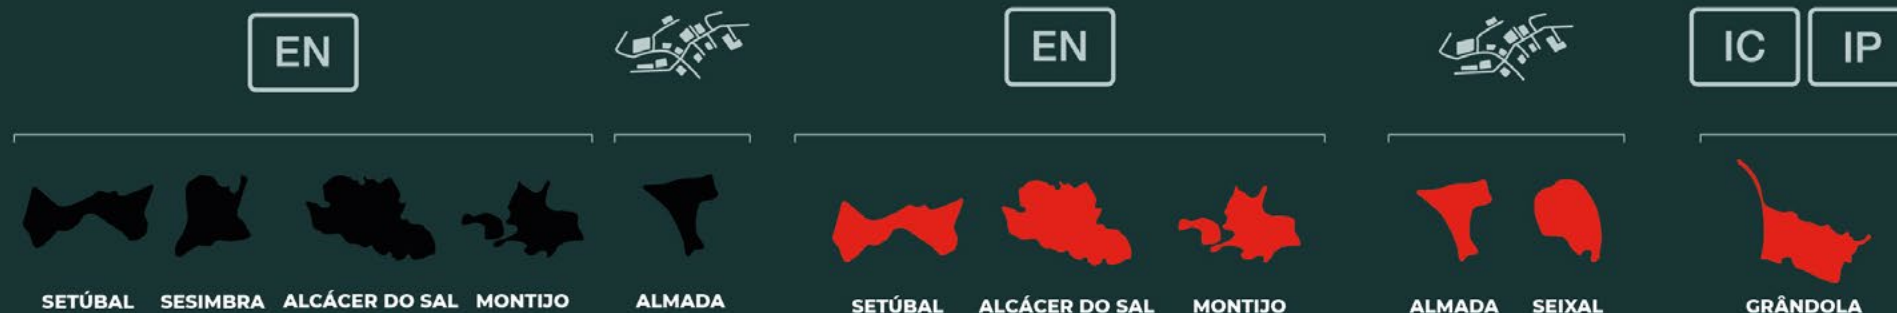 EN EN IC IP
SETÚBAL SESIMBRA ALCÁCER DO SAL MONTIJO ALMADA SETÚBAL ALCÁCER DO SAL MONTIJO ALMADA SEIXAL GRÂNDOLA